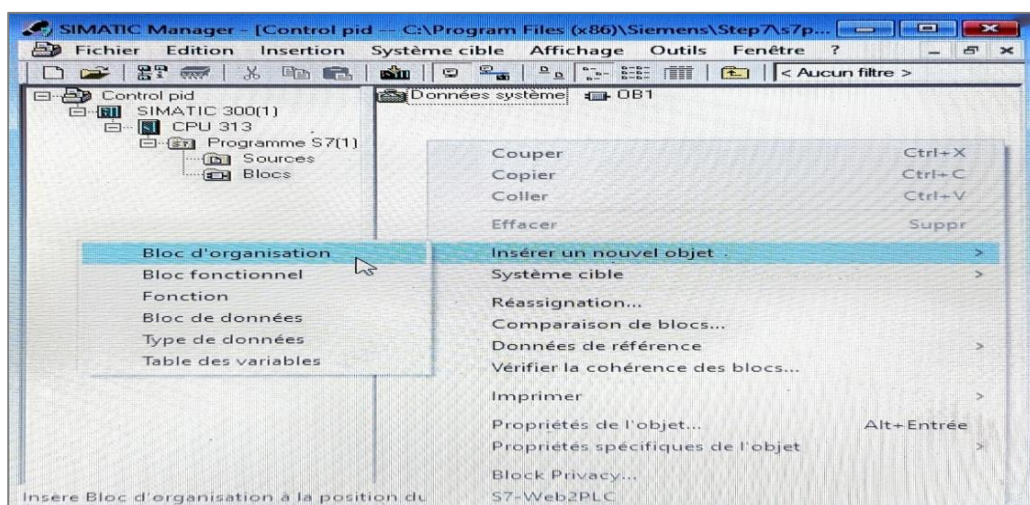 SIMATIC Manager - [Control pid -- C:\Program Files (x86)\Siemens\Step7\s7p...
Fichier Edition Insertion Système cible Affichage Outils Fenêtre ?
< Aucun filtre >
Control pid
SIMATIC 300(1)
CPU 313
Programme S7(1)
Sources
Blocs
Données système OB1
Couper Ctrl+X
Copier Ctrl+C
Coller Ctrl+V
Effacer Suppr
Insérer un nouvel objet >
Système cible >
Réassignation...
Comparaison de blocs...
Données de référence >
Vérifier la cohérence des blocs...
Imprimer >
Propriétés de l'objet... Alt+Entrée
Propriétés spécifiques de l'objet >
Block Privacy...
S7-Web2PLC
Bloc d'organisation
Bloc fonctionnel
Fonction
Bloc de données
Type de données
Table des variables
Insère Bloc d'organisation à la position du